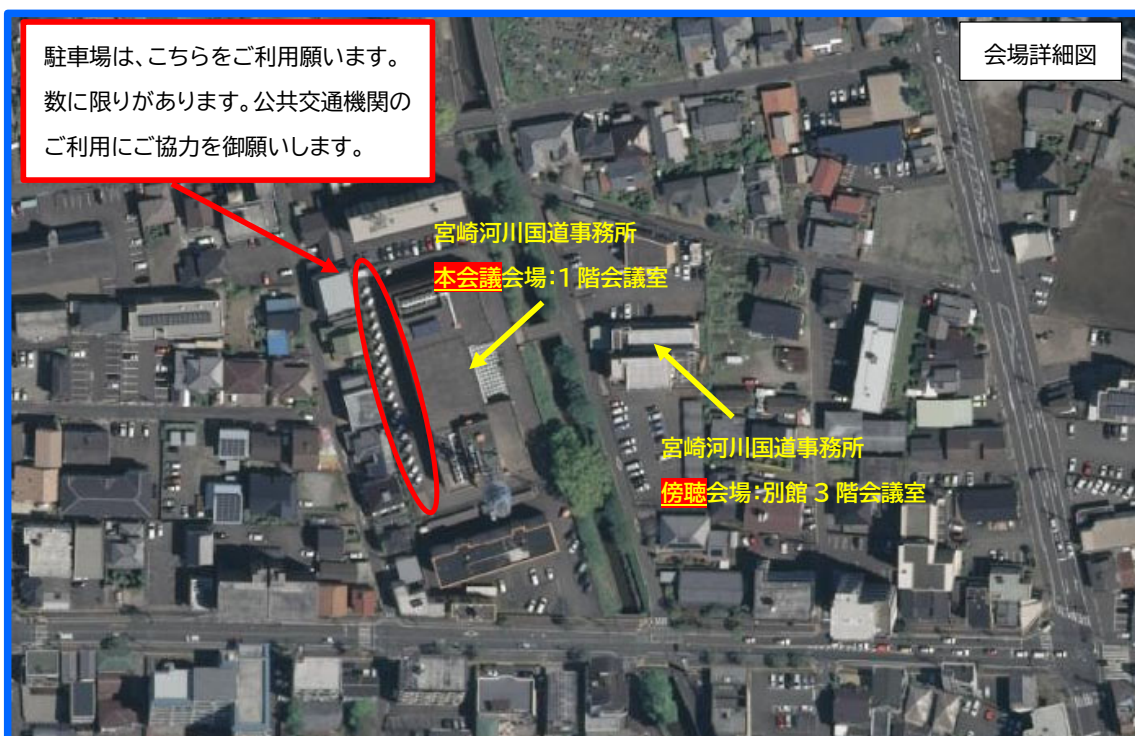 駐車場は、こちらをご利用願います。
数に限りがあります。公共交通機関の
ご利用にご協力を御願いします。
会場詳細図
宮崎河川国道事務所
本会議会場：1階会議室
宮崎河川国道事務所
傍聴会場：別館3階会議室